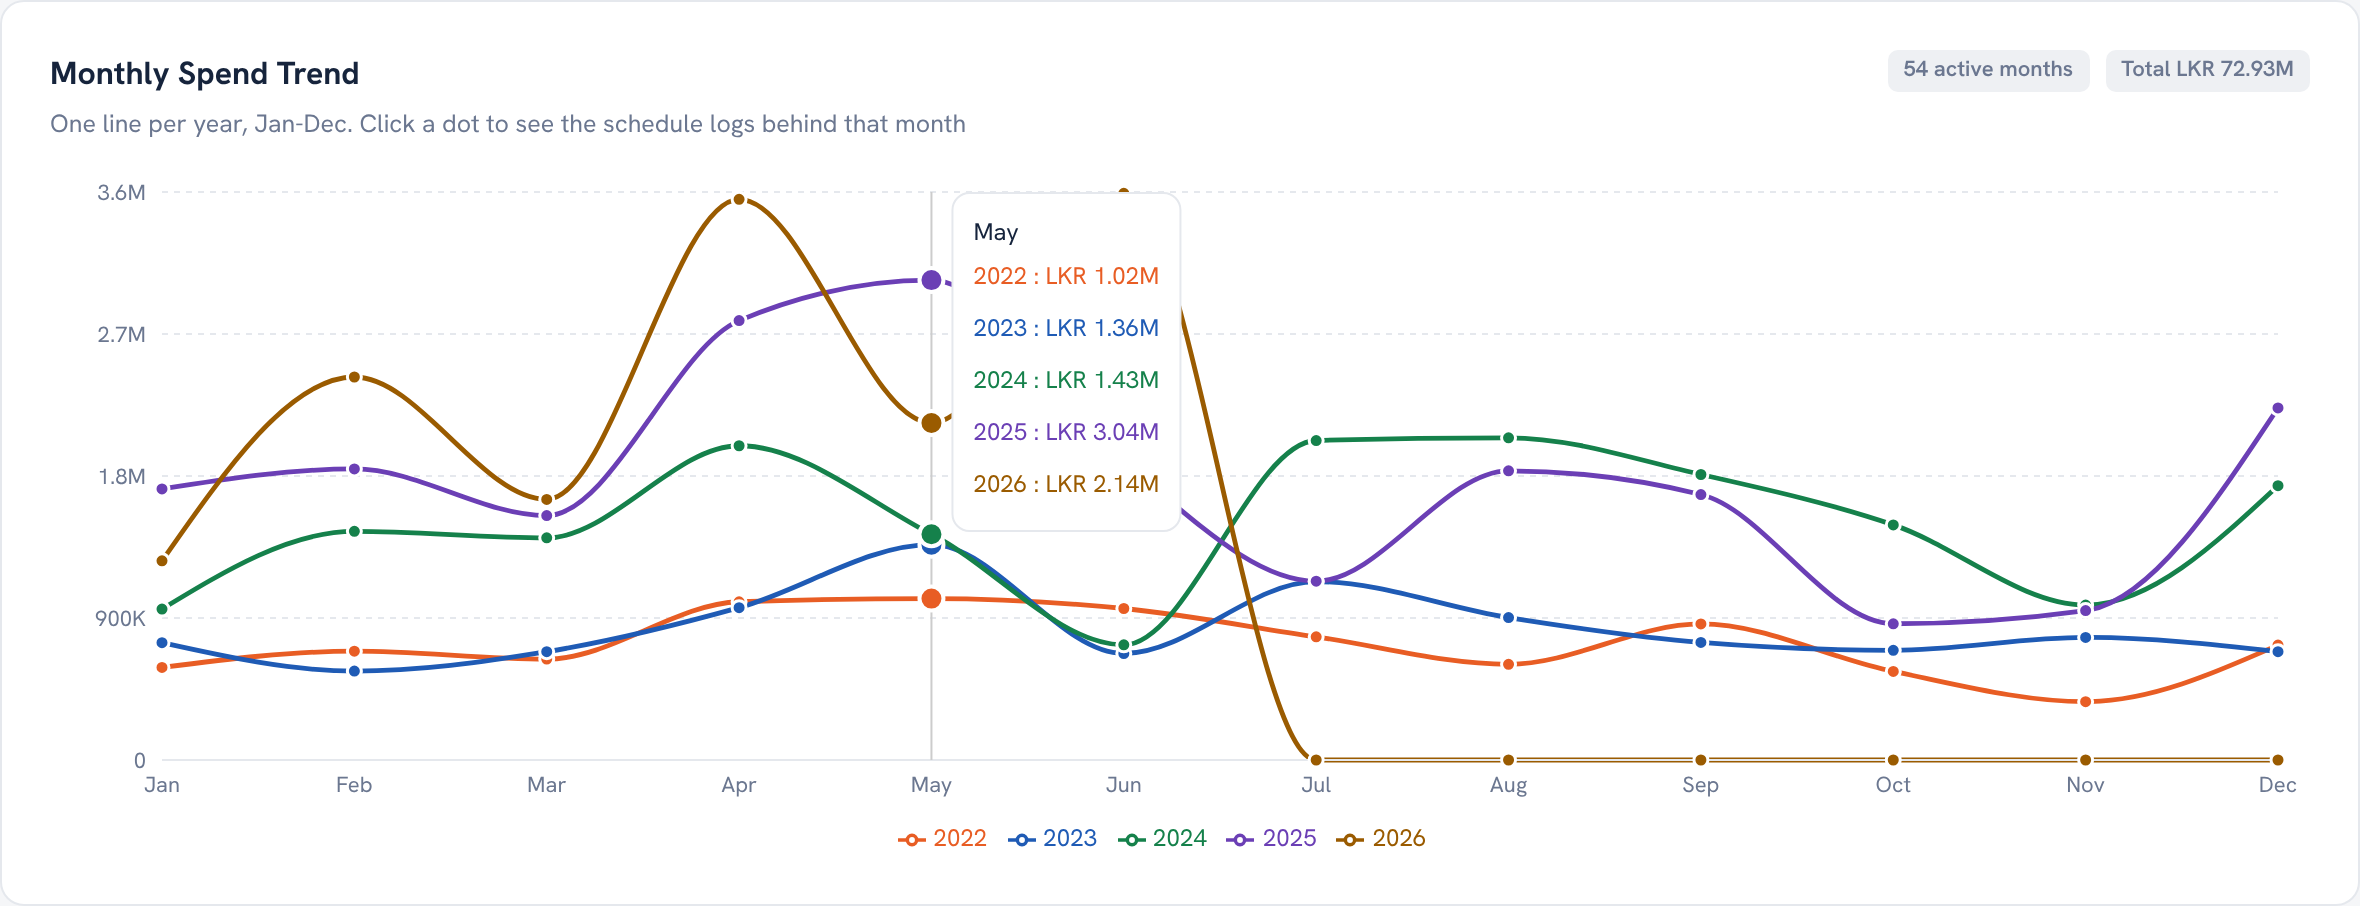 Monthly Spend Trend
54 active months
Total LKR 72.93M
One line per year, Jan-Dec. Click a dot to see the schedule logs behind that month
3.6M
2.7M
1.8M
900K
0
May
2022 : LKR 1.02M
2023 : LKR 1.36M
2024 : LKR 1.43M
2025 : LKR 3.04M
2026 : LKR 2.14M
Jan Feb Mar Apr May Jun Jul Aug Sep Oct Nov Dec
2022 2023 2024 2025 2026